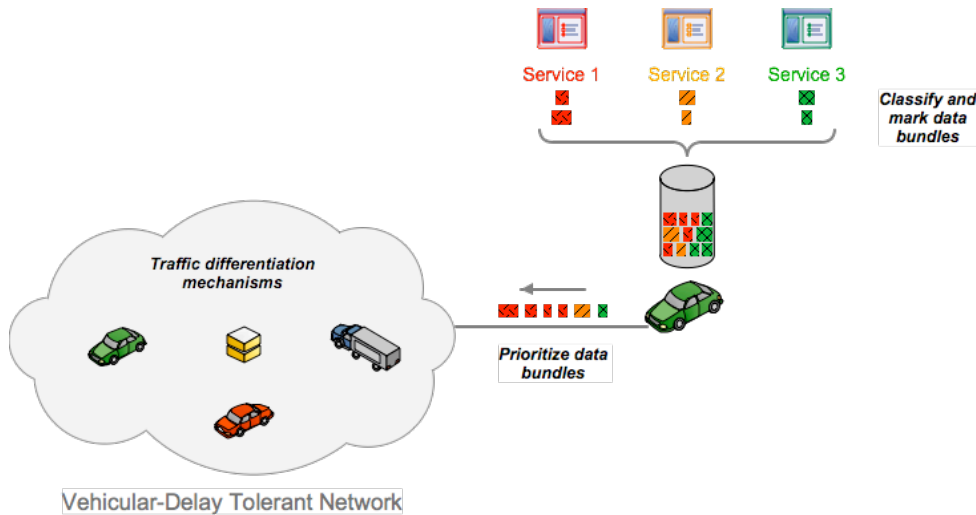 Service 1
Service 2
Service 3
Classify and
mark data
bundles
Traffic differentiation
mechanisms
Prioritize data
bundles
Vehicular-Delay Tolerant Network